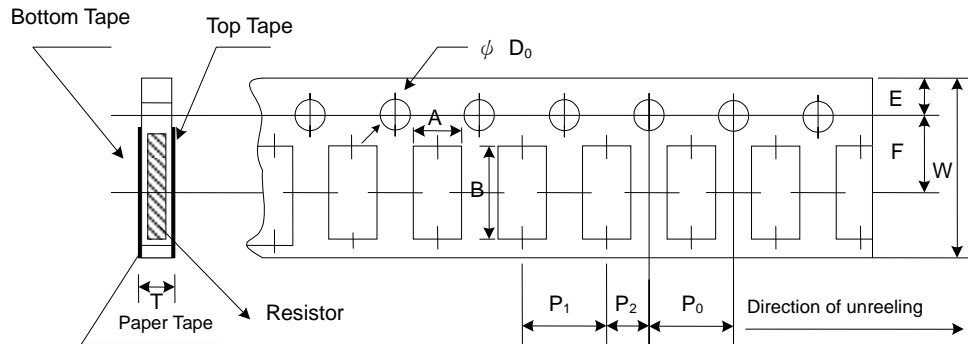 Bottom Tape
Top Tape
ψ D₀
E
A
F
W
B
T
P₁
P₂
P₀
Direction of unreeling
Resistor
Paper Tape